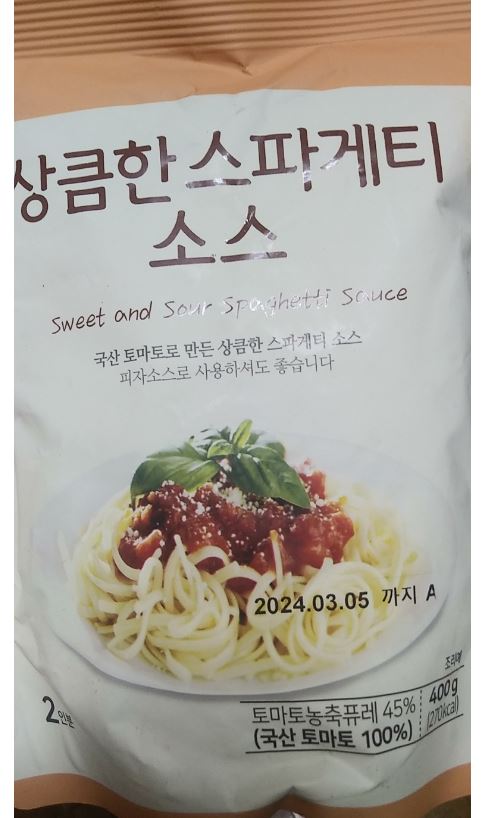 상큼한 스파게티
소스
Sweet and Sour Spaghetti Sauce
국산 토마토로 만든 상큼한 스파게티 소스
피자소스로 사용하셔도 좋습니다
2024.03.05 까지 A
조리예
2인분
토마토농축퓨레 45%
(국산 토마토 100%)
400g
(270kcal)